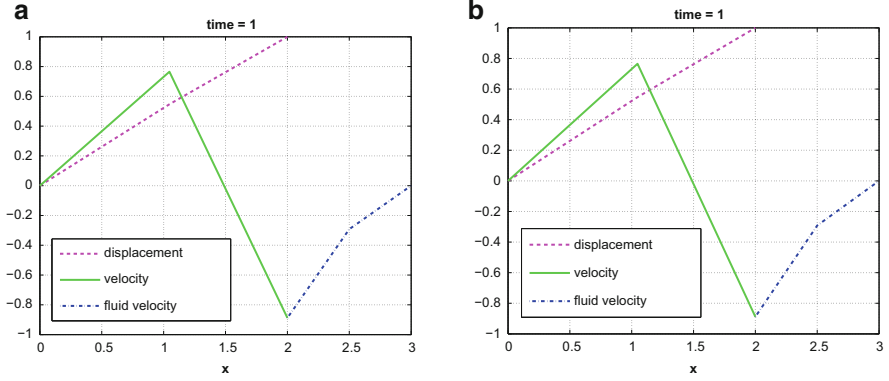 a
time = 1
1
0.8
0.6
0.4
0.2
0
−0.2
−0.4
−0.6
−0.8
−1
displacement
velocity
fluid velocity
0 0.5 1 1.5 2 2.5 3
x
b
time = 1
1
0.8
0.6
0.4
0.2
0
−0.2
−0.4
−0.6
−0.8
−1
displacement
velocity
fluid velocity
0 0.5 1 1.5 2 2.5 3
x